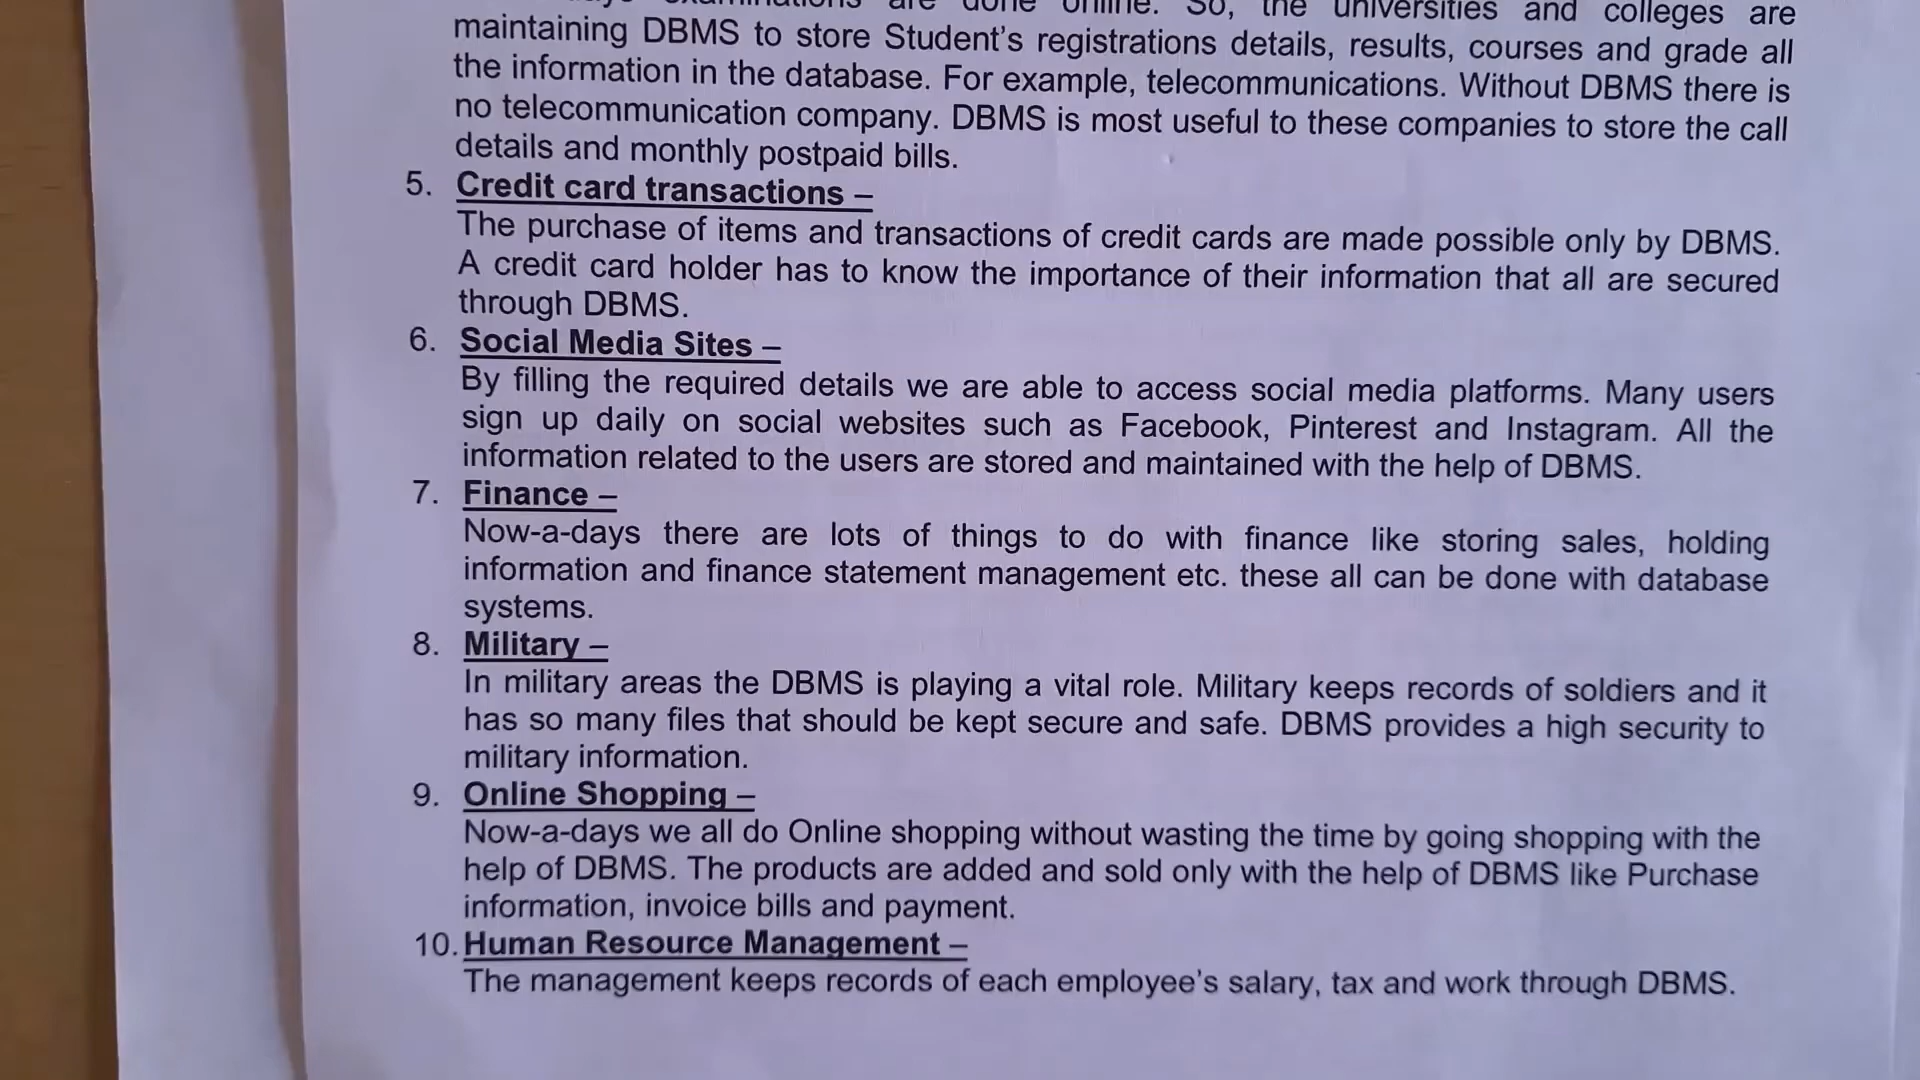 examinations are done online. So, the universities and colleges are
maintaining DBMS to store Student's registrations details, results, courses and grade all
the information in the database. For example, telecommunications. Without DBMS there is
no telecommunication company. DBMS is most useful to these companies to store the call
details and monthly postpaid bills.
5. Credit card transactions –
The purchase of items and transactions of credit cards are made possible only by DBMS.
A credit card holder has to know the importance of their information that all are secured
through DBMS.
6. Social Media Sites –
By filling the required details we are able to access social media platforms. Many users
sign up daily on social websites such as Facebook, Pinterest and Instagram. All the
information related to the users are stored and maintained with the help of DBMS.
7. Finance –
Now-a-days there are lots of things to do with finance like storing sales, holding
information and finance statement management etc. these all can be done with database
systems.
8. Military –
In military areas the DBMS is playing a vital role. Military keeps records of soldiers and it
has so many files that should be kept secure and safe. DBMS provides a high security to
military information.
9. Online Shopping –
Now-a-days we all do Online shopping without wasting the time by going shopping with the
help of DBMS. The products are added and sold only with the help of DBMS like Purchase
information, invoice bills and payment.
10. Human Resource Management –
The management keeps records of each employee's salary, tax and work through DBMS.